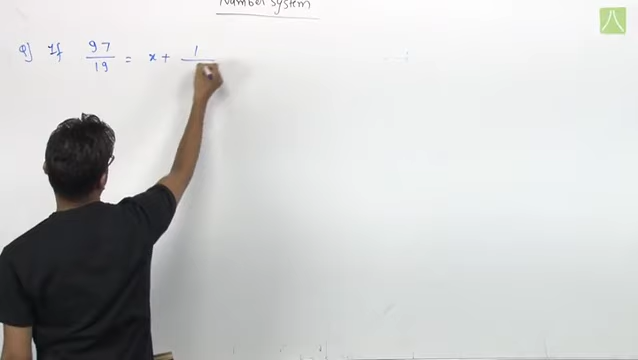 Number System
Q] If 97/19 = x + 1/